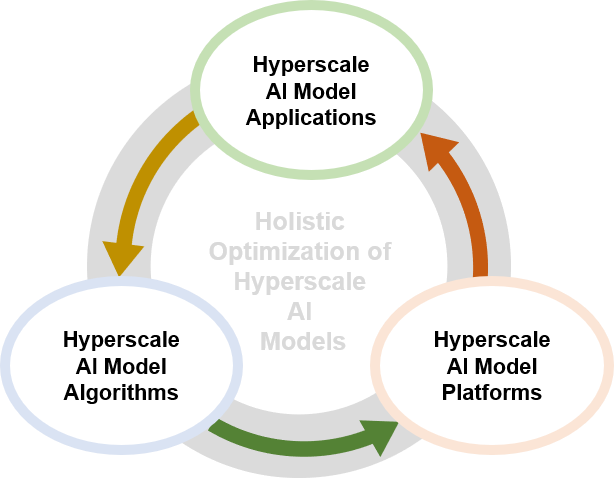 Hyperscale
AI Model
Applications
Holistic
Optimization of
Hyperscale
AI
Models
Hyperscale
AI Model
Algorithms
Hyperscale
AI Model
Platforms